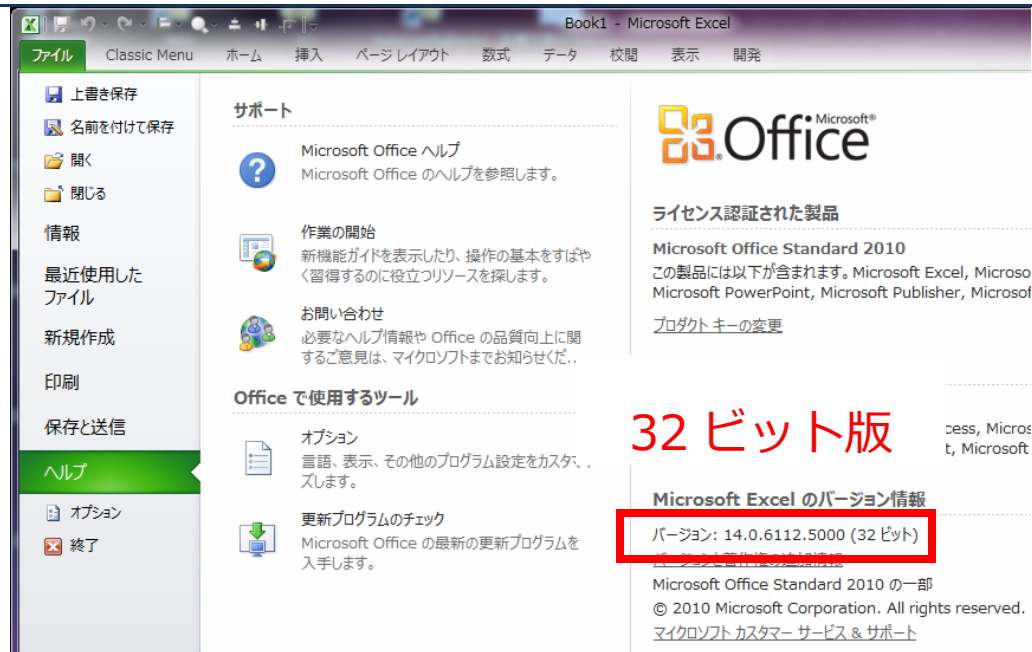 Book1 - Microsoft Excel
ファイル Classic Menu ホーム 挿入 ページ レイアウト 数式 データ 校閲 表示 開発
上書き保存
名前を付けて保存
開く
閉じる
情報
最近使用した
ファイル
新規作成
印刷
保存と送信
ヘルプ
オプション
終了
サポート
Microsoft Office ヘルプ
Microsoft Office のヘルプを参照します。
作業の開始
新機能ガイドを表示したり、操作の基本をすばや
く習得するのに役立つリソースを探します。
お問い合わせ
必要なヘルプ情報や Office の品質向上に関
するご意見は、マイクロソフトまでお知らせくだ..
Office で使用するツール
オプション
言語、表示、その他のプログラム設定をカスタ
ズします。
更新プログラムのチェック
Microsoft Office の最新の更新プログラムを
入手します。
Microsoft®
Office
ライセンス認証された製品
Microsoft Office Standard 2010
この製品には以下が含まれます。Microsoft Excel, Microso
Microsoft PowerPoint, Microsoft Publisher, Microsof
プロダクト キーの変更
32 ビット版
cess, Micros
t, Microsoft
Microsoft Excel のバージョン情報
バージョン: 14.0.6112.5000 (32 ビット)
バージョンと著作権の追加情報
Microsoft Office Standard 2010 の一部
© 2010 Microsoft Corporation. All rights reserved.
マイクロソフト カスタマー サービス & サポート